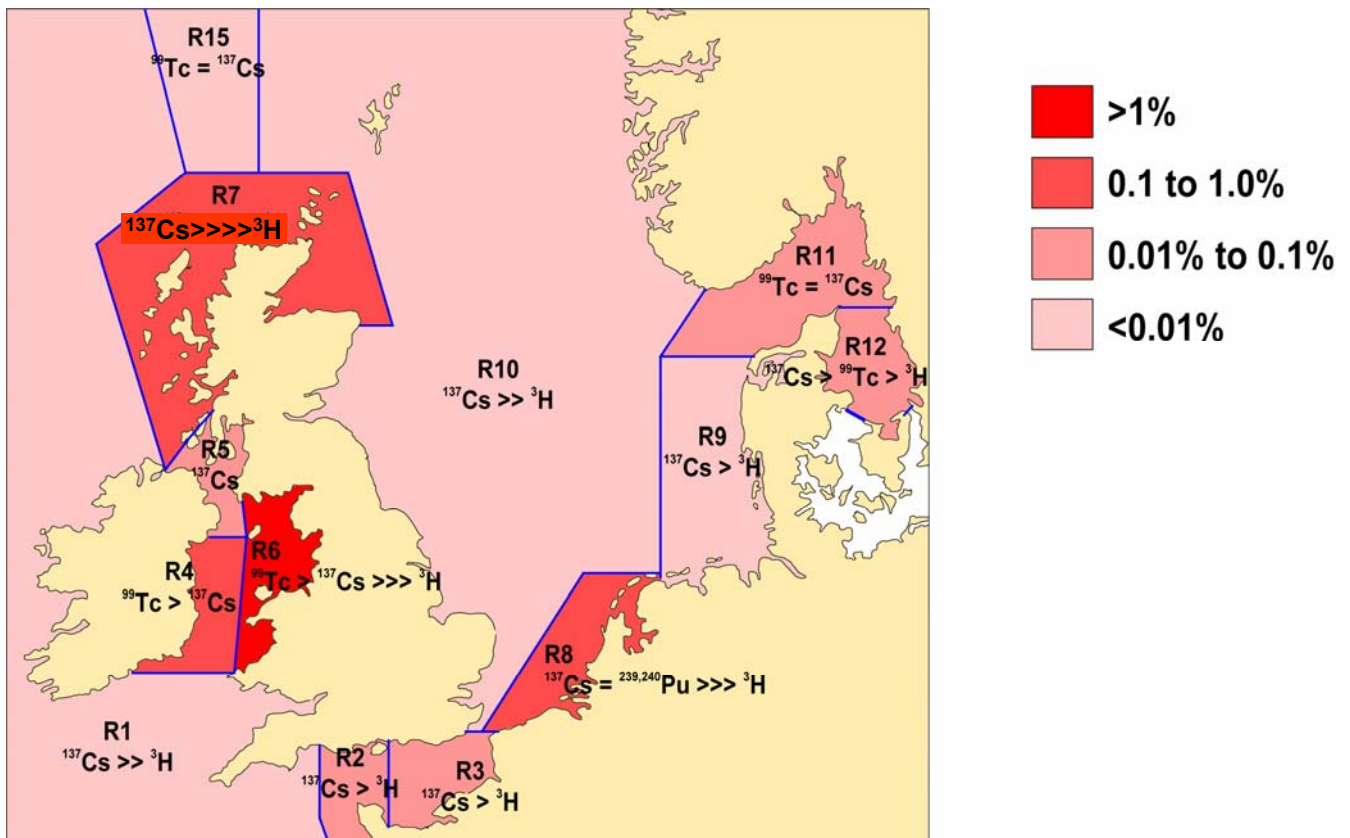 R15
⁹⁹Tc = ¹³⁷Cs
R7
¹³⁷Cs>>>>³H
R11
⁹⁹Tc = ¹³⁷Cs
R12
¹³⁷Cs > ⁹⁹Tc > ³H
R10
¹³⁷Cs >> ³H
R9
¹³⁷Cs > ³H
R5
¹³⁷Cs
R6
⁹⁹Tc > ¹³⁷Cs >>> ³H
R4
⁹⁹Tc > ¹³⁷Cs
R8
¹³⁷Cs = ²³⁹,²⁴⁰Pu >>> ³H
R1
¹³⁷Cs >> ³H
R2
¹³⁷Cs > ³H
R3
¹³⁷Cs > ³H
>1%
0.1 to 1.0%
0.01% to 0.1%
<0.01%